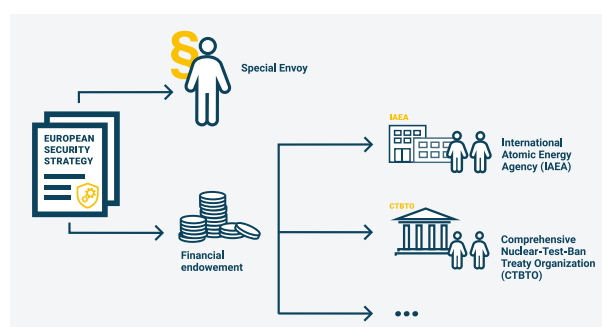 EUROPEAN
SECURITY
STRATEGY
§
Special Envoy
Financial
endowement
IAEA
International
Atomic Energy
Agency (IAEA)
CTBTO
Comprehensive
Nuclear-Test-Ban
Treaty Organization
(CTBTO)
...